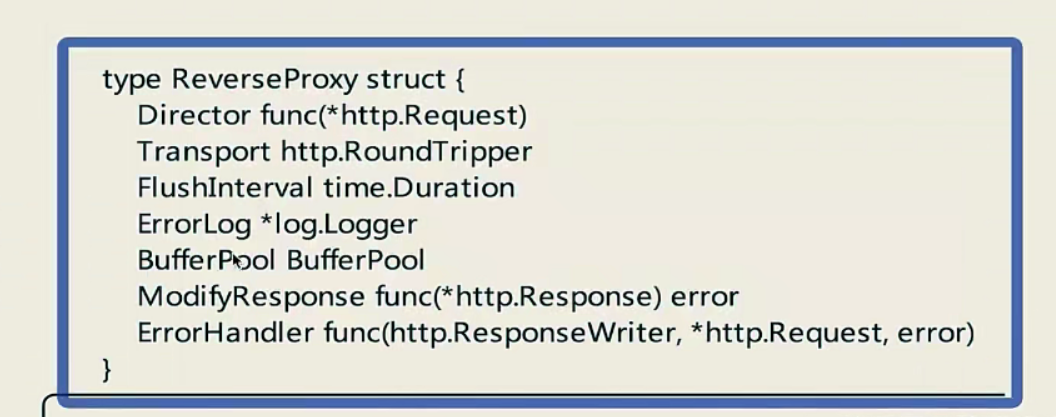 type ReverseProxy struct {
Director func(*http.Request)
Transport http.RoundTripper
FlushInterval time.Duration
ErrorLog *log.Logger
BufferPool BufferPool
ModifyResponse func(*http.Response) error
ErrorHandler func(http.ResponseWriter, *http.Request, error)
}